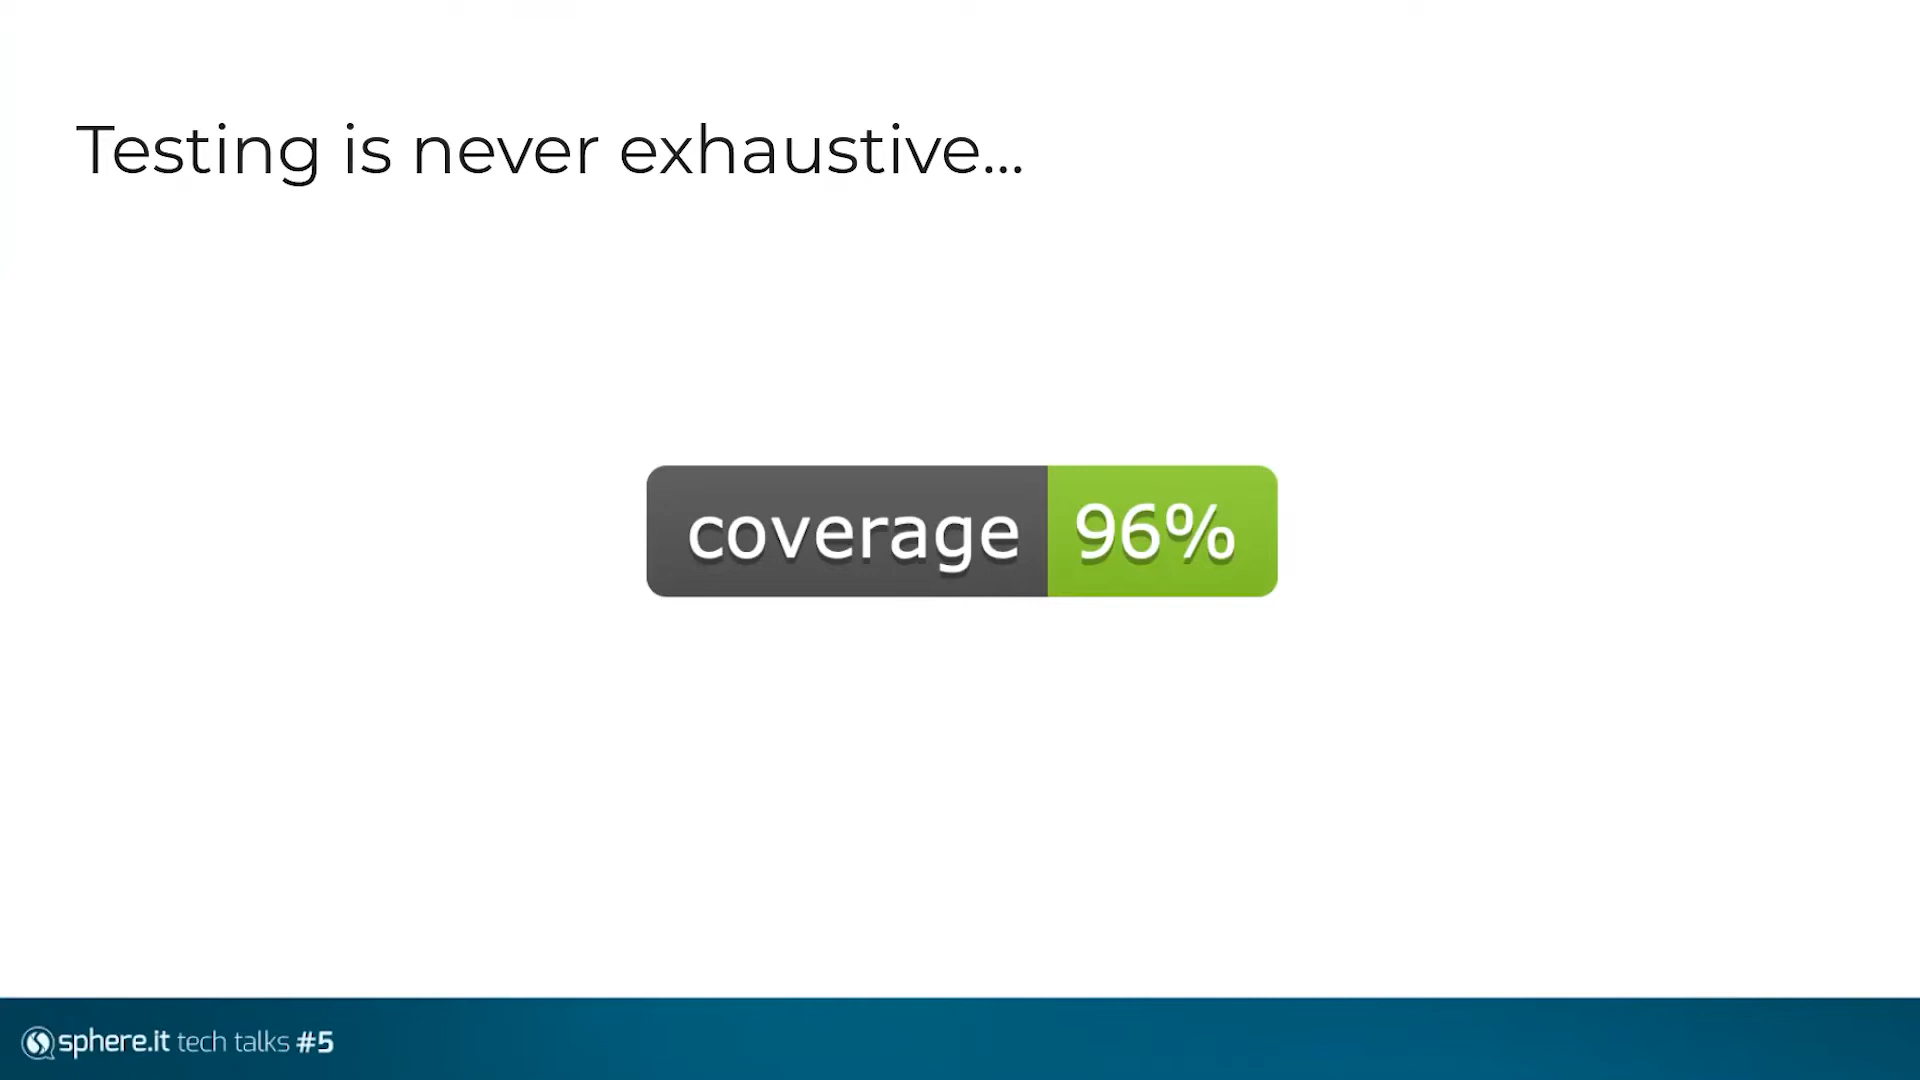 Testing is never exhaustive...
coverage 96%
sphere.it tech talks #5